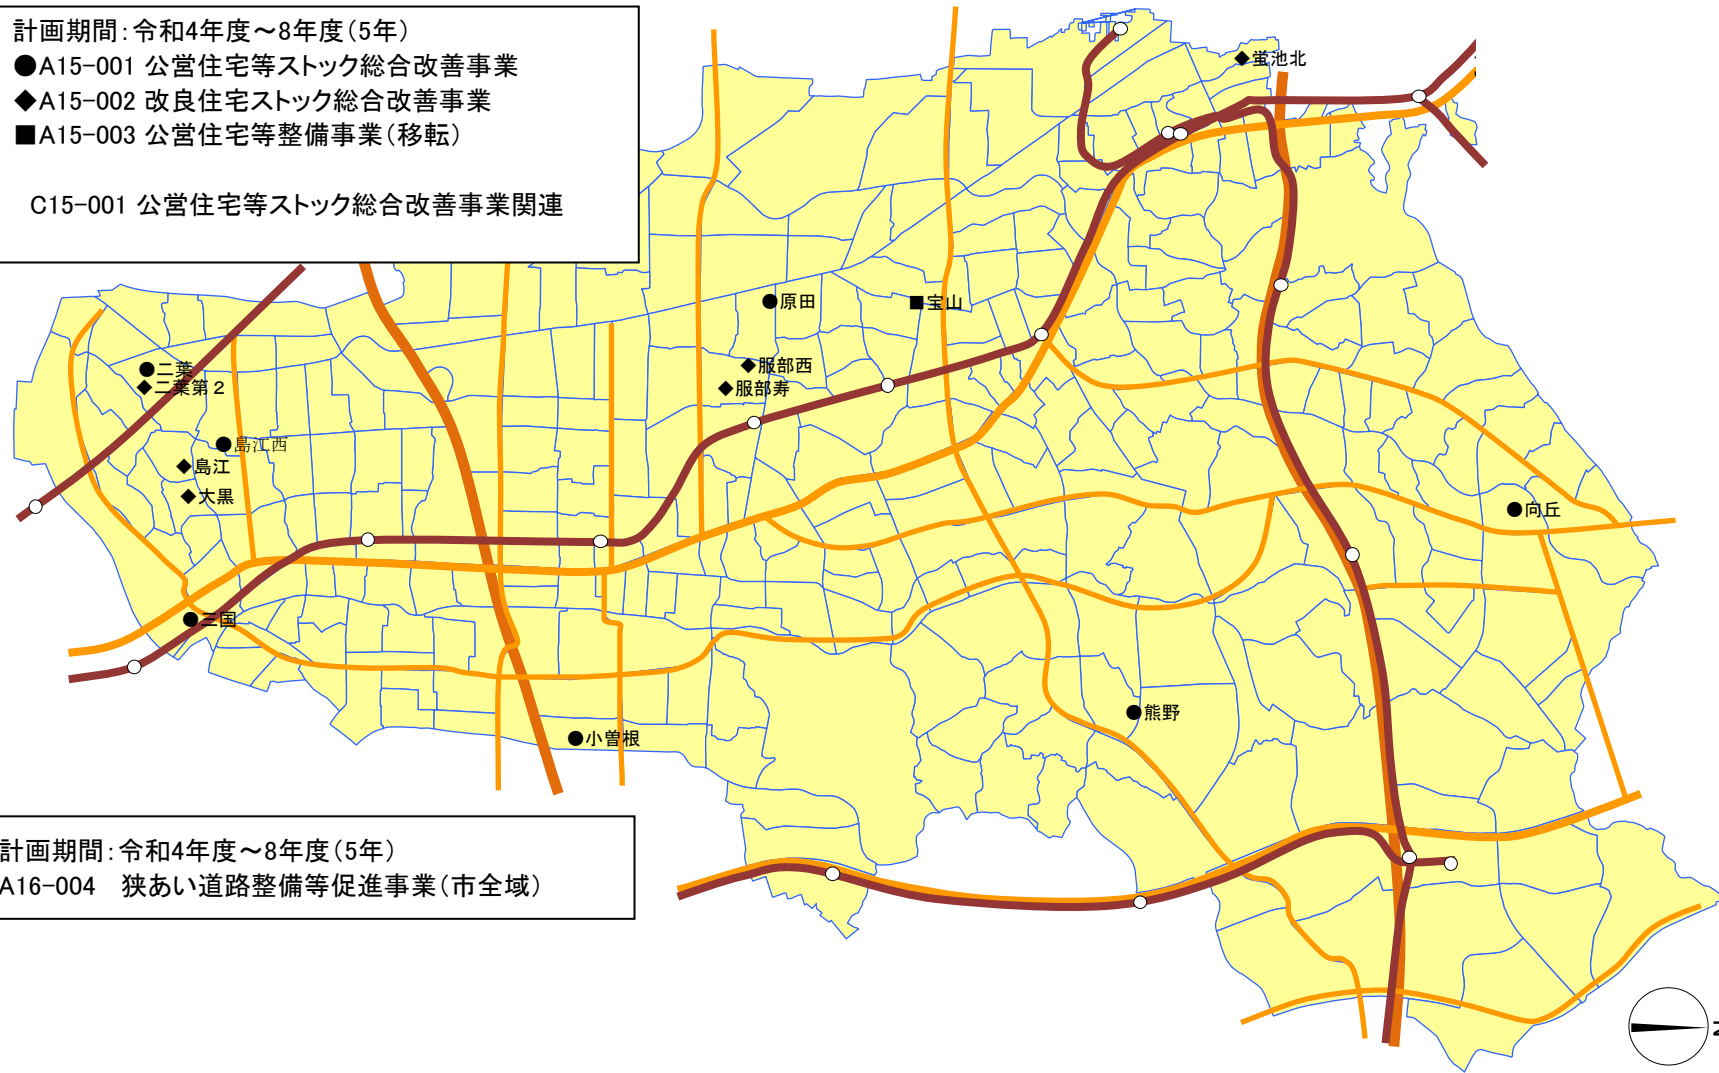 計画期間：令和4年度～8年度（5年）
●A15-001 公営住宅等ストック総合改善事業
◆A15-002 改良住宅ストック総合改善事業
■A15-003 公営住宅等整備事業（移転）
C15-001 公営住宅等ストック総合改善事業関連
◆蛍池北
●原田
■宝山
◆服部西
◆服部寿
●二葉
◆二葉第２
●島江西
◆島江
◆大黒
●向丘
●三国
●熊野
●小曽根
計画期間：令和4年度～8年度（5年）
A16-004　狭あい道路整備等促進事業（市全域）